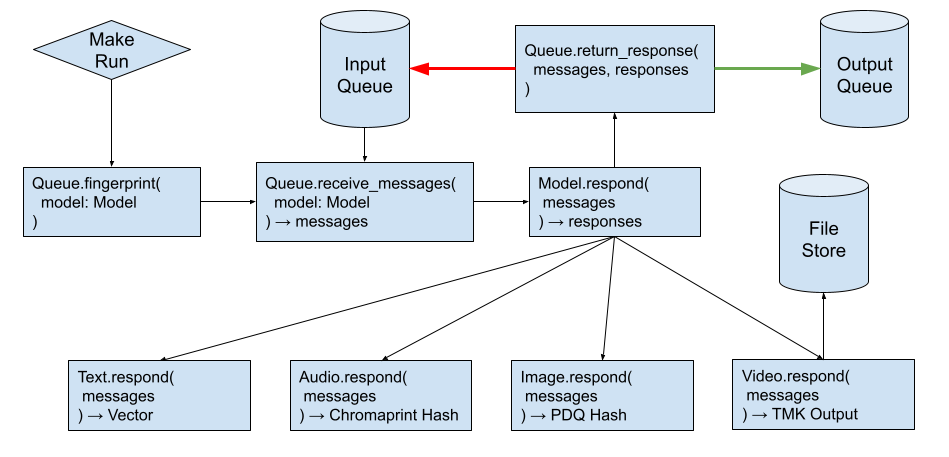 Make
Run
Input
Queue
Queue.return_response(
messages, responses
)
Output
Queue
Queue.fingerprint(
model: Model
)
Queue.receive_messages(
model: Model
) → messages
Model.respond(
messages
) → responses
File
Store
Text.respond(
messages
) → Vector
Audio.respond(
messages
) → Chromaprint Hash
Image.respond(
messages
) → PDQ Hash
Video.respond(
messages
) → TMK Output